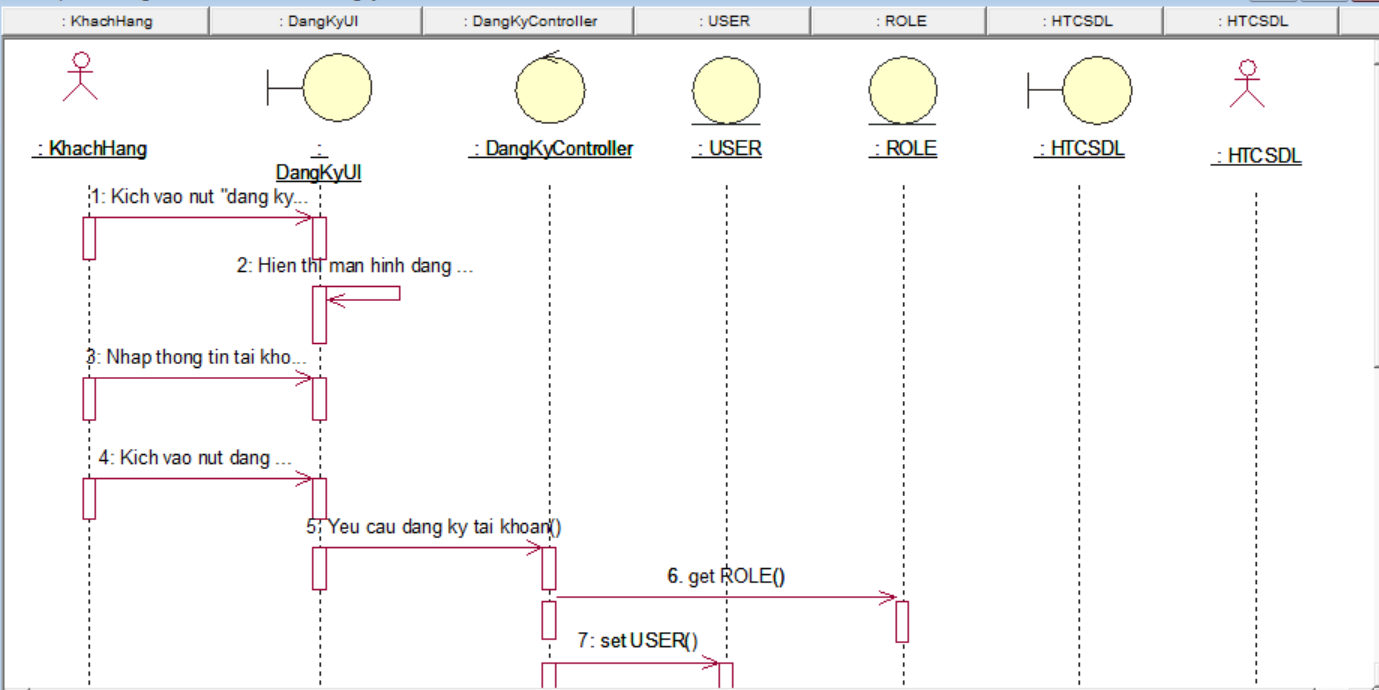 : KhachHang
: DangKyUI
: DangKyController
: USER
: ROLE
: HTCSDL
: HTCSDL
: KhachHang
:
DangKyUI
: DangKyController
: USER
: ROLE
: HTCSDL
: HTCSDL
1: Kich vao nut "dang ky...
2: Hien thi man hinh dang ...
3: Nhap thong tin tai kho...
4: Kich vao nut dang ...
5: Yeu cau dang ky tai khoan()
6. get ROLE()
7: set USER()